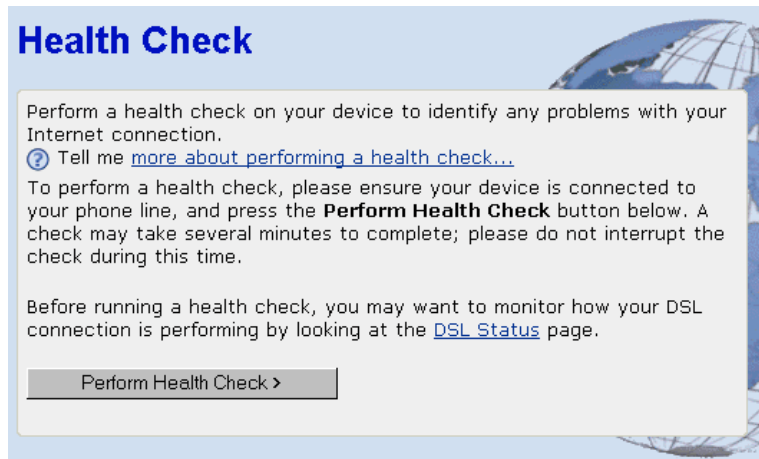 Health Check
Perform a health check on your device to identify any problems with your
Internet connection.
? Tell me more about performing a health check...
To perform a health check, please ensure your device is connected to
your phone line, and press the Perform Health Check button below. A
check may take several minutes to complete; please do not interrupt the
check during this time.
Before running a health check, you may want to monitor how your DSL
connection is performing by looking at the DSL Status page.
Perform Health Check >